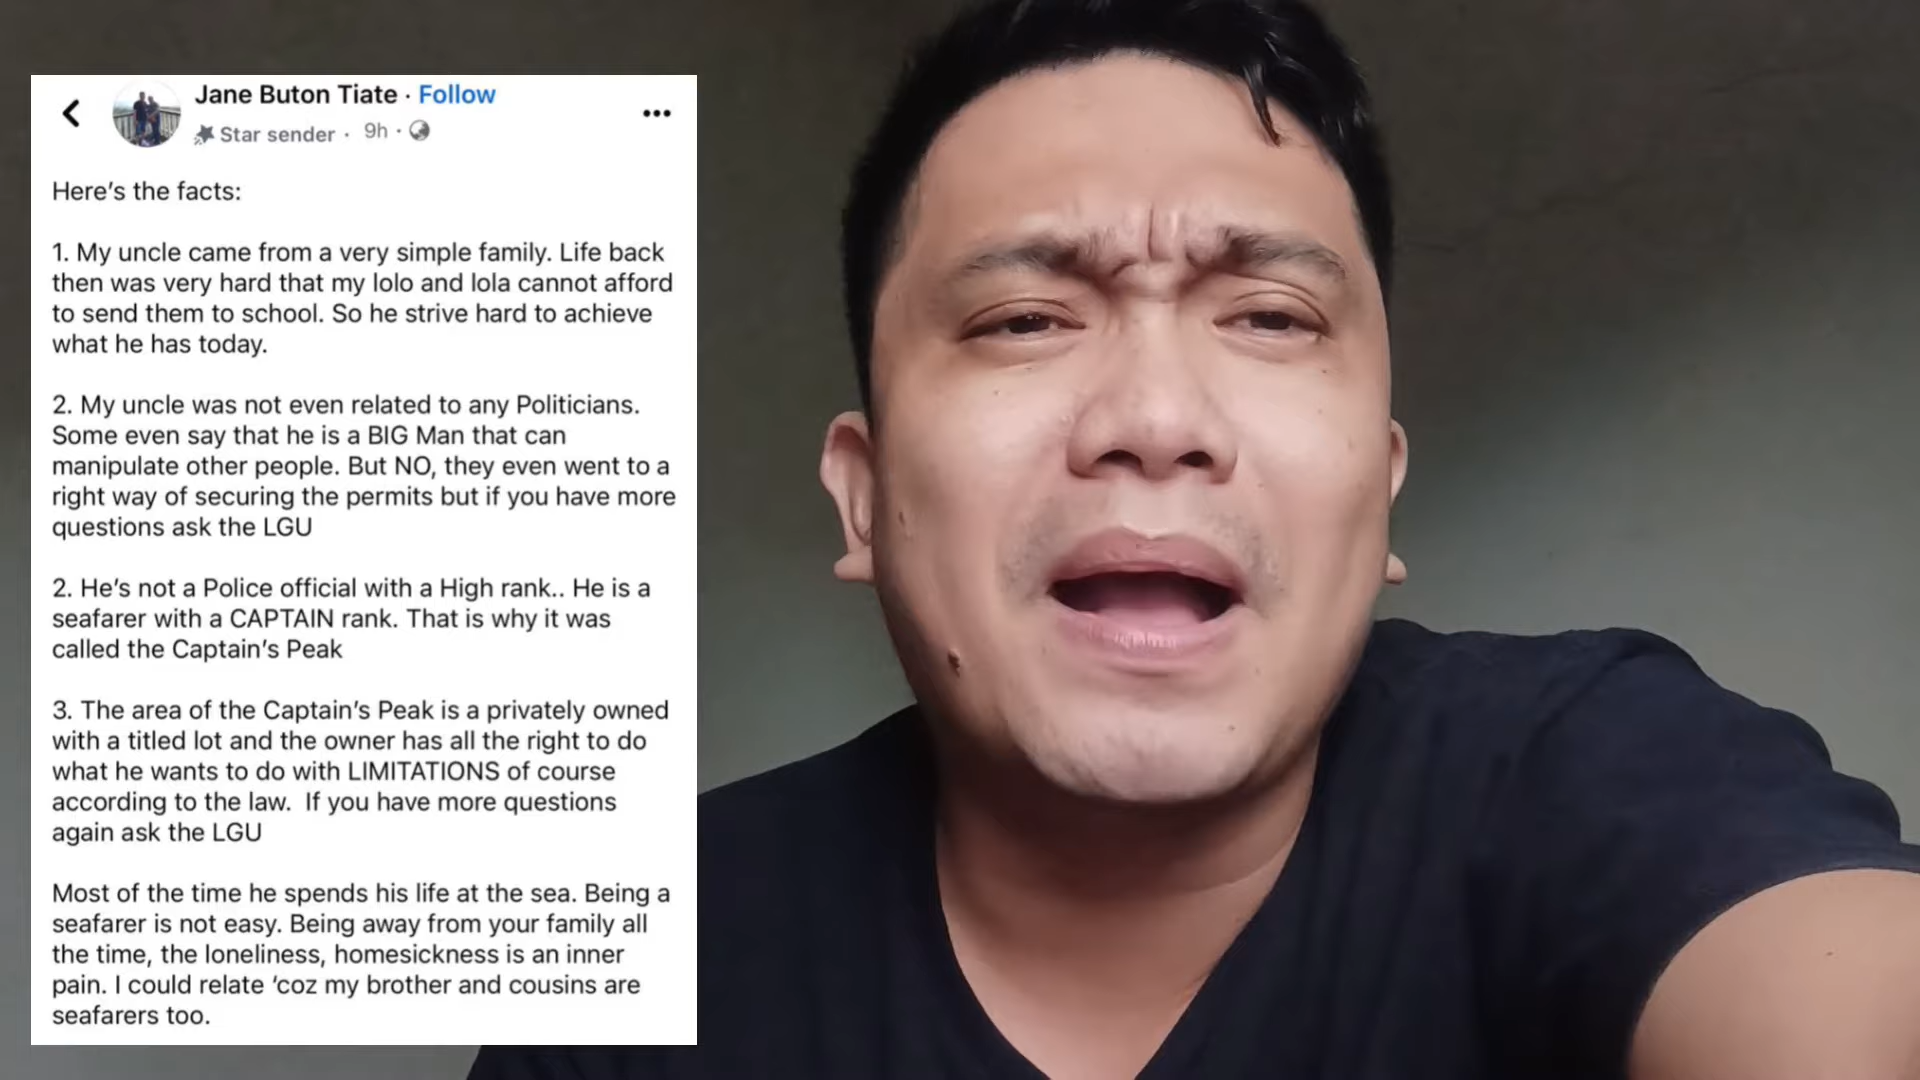 Jane Buton Tiate · Follow
Star sender · 9h ·
Here's the facts:
1. My uncle came from a very simple family. Life back
then was very hard that my lolo and lola cannot afford
to send them to school. So he strive hard to achieve
what he has today.
2. My uncle was not even related to any Politicians.
Some even say that he is a BIG Man that can
manipulate other people. But NO, they even went to a
right way of securing the permits but if you have more
questions ask the LGU
2. He's not a Police official with a High rank.. He is a
seafarer with a CAPTAIN rank. That is why it was
called the Captain's Peak
3. The area of the Captain's Peak is a privately owned
with a titled lot and the owner has all the right to do
what he wants to do with LIMITATIONS of course
according to the law.  If you have more questions
again ask the LGU
Most of the time he spends his life at the sea. Being a
seafarer is not easy. Being away from your family all
the time, the loneliness, homesickness is an inner
pain. I could relate 'coz my brother and cousins are
seafarers too.